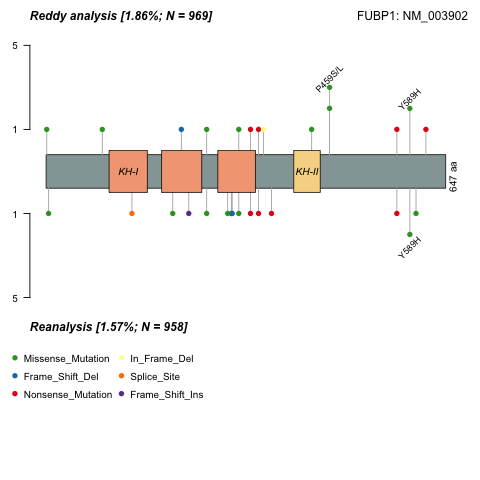 Reddy analysis [1.86%; N = 969]
FUBP1: NM_003902
5
P459S/L
Y589H
1
KH-I
KH-II
647 aa
1
Y589H
5
Reanalysis [1.57%; N = 958]
Missense_Mutation
In_Frame_Del
Frame_Shift_Del
Splice_Site
Nonsense_Mutation
Frame_Shift_Ins